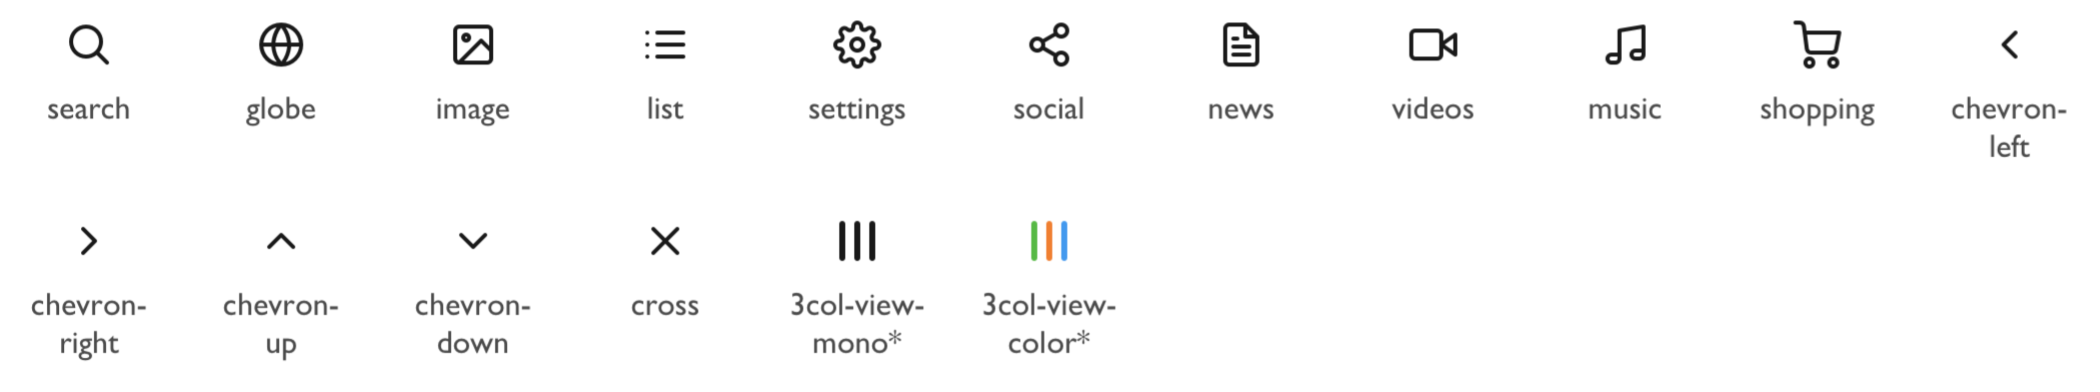 search globe image list settings social news videos music shopping chevron-
left
chevron- chevron- chevron- cross 3col-view- 3col-view-
right up down mono* color*